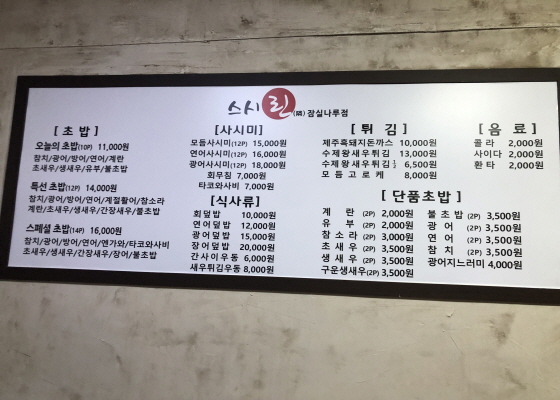 스시린(隣) 잠실나루점
[초 밥]
오늘의 초밥(10P) 11,000원
참치/광어/방어/연어/계란
초새우/생새우/유부/불초밥
특선 초밥(12P) 14,000원
참치/광어/방어/연어/계절활어/참소라
계란/초새우/생새우/간장새우/불초밥
스페셜 초밥(14P) 16,000원
참치/광어/방어/연어/엔가와/타코와사비
초새우/생새우/간장새우/장어/불초밥
[사시미]
모듬사시미(12P) 15,000원
연어사시미(12P) 16,000원
광어사시미(12P) 18,000원
회무침 7,000원
타코와사비 7,000원
[식사류]
회덮밥 10,000원
연어덮밥 12,000원
광어덮밥 15,000원
장어덮밥 20,000원
간사이우동 6,000원
새우튀김우동 8,000원
[튀 김]
제주흑돼지돈까스 10,000원
수제왕새우튀김 13,000원
수제왕새우튀김 ½ 6,500원
모듬고로케 8,000원
[음 료]
콜라 2,000원
사이다 2,000원
환타 2,000원
[단품초밥]
계란 (2P) 2,000원
유부 (2P) 2,000원
참소라 (2P) 3,000원
초새우 (2P) 3,500원
생새우 (2P) 3,500원
구운생새우(2P) 3,500원
불초밥 (2P) 3,500원
광어 (2P) 3,500원
연어 (2P) 3,500원
참치 (2P) 3,500원
광어지느러미 4,000원